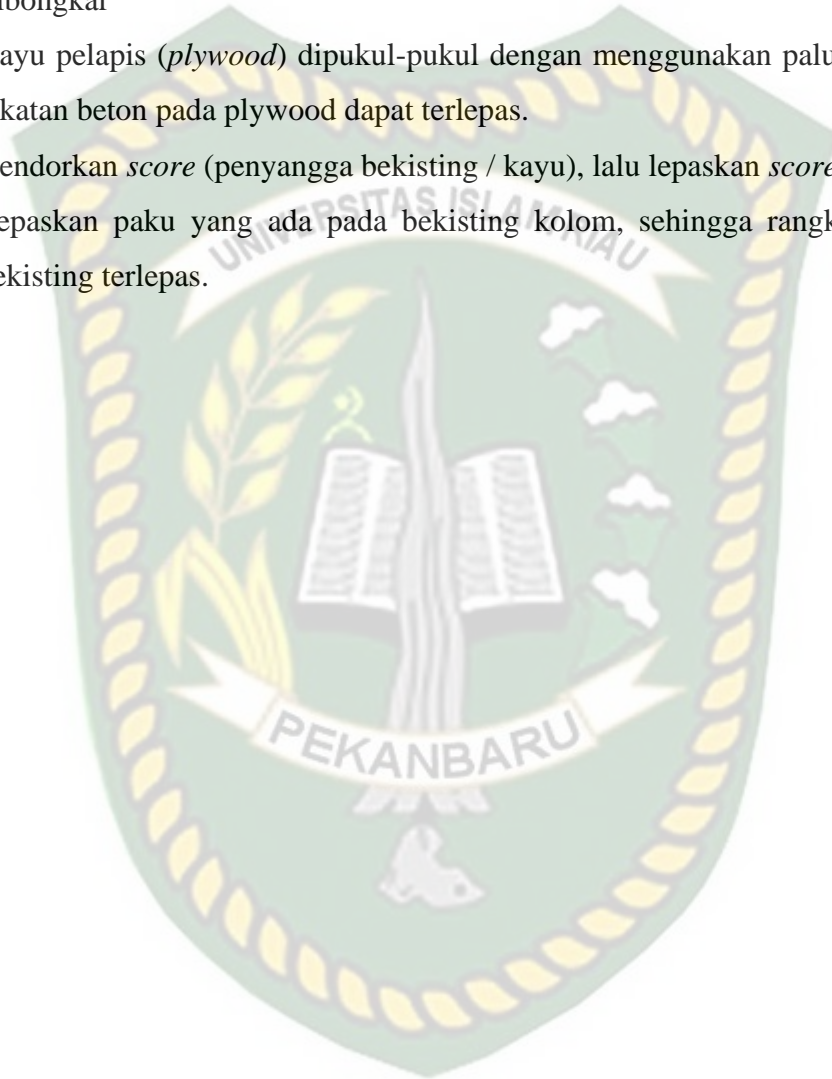 ayu pelapis (plywood) dipukul-pukul dengan menggunakan palu
katan beton pada plywood dapat terlepas.
endorkan score (penyangga bekisting / kayu), lalu lepaskan score
epaskan paku yang ada pada bekisting kolom, sehingga rangk
ekisting terlepas.
UNIVERSITAS ISLAM RIAU
PEKANBARU